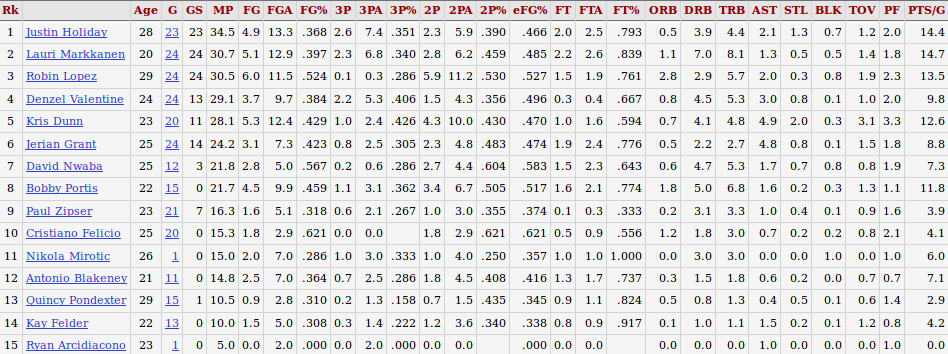 Rk Age G GS MP FG FGA FG% 3P 3PA 3P% 2P 2PA 2P% eFG% FT FTA FT% ORB DRB TRB AST STL BLK TOV PF PTS/G
1 Justin Holiday 28 23 23 34.5 4.9 13.3 .368 2.6 7.4 .351 2.3 5.9 .390 .466 2.0 2.5 .793 0.5 3.9 4.4 2.1 1.3 0.7 1.2 2.0 14.4
2 Lauri Markkanen 20 24 24 30.7 5.1 12.9 .397 2.3 6.8 .340 2.8 6.2 .459 .485 2.2 2.6 .839 1.1 7.0 8.1 1.3 0.5 0.5 1.4 1.8 14.7
3 Robin Lopez 29 24 24 30.5 6.0 11.5 .524 0.1 0.3 .286 5.9 11.2 .530 .527 1.5 1.9 .761 2.8 2.9 5.7 2.0 0.3 0.8 1.9 2.3 13.5
4 Denzel Valentine 24 24 13 29.1 3.7 9.7 .384 2.2 5.3 .406 1.5 4.3 .356 .496 0.3 0.4 .667 0.8 4.5 5.3 3.0 0.8 0.1 1.0 2.0 9.8
5 Kris Dunn 23 20 11 28.1 5.3 12.4 .429 1.0 2.4 .426 4.3 10.0 .430 .470 1.0 1.6 .594 0.7 4.1 4.8 4.9 2.0 0.3 3.1 3.3 12.6
6 Jerian Grant 25 24 14 24.2 3.1 7.3 .423 0.8 2.5 .305 2.3 4.8 .483 .474 1.9 2.4 .776 0.5 2.2 2.7 4.8 0.8 0.1 1.5 1.8 8.8
7 David Nwaba 25 12 3 21.8 2.8 5.0 .567 0.2 0.6 .286 2.7 4.4 .604 .583 1.5 2.3 .643 0.6 4.7 5.3 1.7 0.7 0.8 0.8 1.9 7.3
8 Bobby Portis 22 15 0 21.7 4.5 9.9 .459 1.1 3.1 .362 3.4 6.7 .505 .517 1.6 2.1 .774 1.8 5.0 6.8 1.6 0.2 0.3 1.3 1.1 11.8
9 Paul Zipser 23 21 7 16.3 1.6 5.1 .318 0.6 2.1 .267 1.0 3.0 .355 .374 0.1 0.3 .333 0.2 3.1 3.3 1.0 0.4 0.1 0.9 1.6 3.9
10 Cristiano Felicio 25 20 0 15.3 1.8 2.9 .621 0.0 0.0 1.8 2.9 .621 .621 0.5 0.9 .556 1.2 1.8 3.0 0.7 0.2 0.2 0.8 2.1 4.1
11 Nikola Mirotic 26 1 0 15.0 2.0 7.0 .286 1.0 3.0 .333 1.0 4.0 .250 .357 1.0 1.0 1.000 0.0 3.0 3.0 0.0 0.0 1.0 0.0 1.0 6.0
12 Antonio Blakeney 21 11 0 14.8 2.5 7.0 .364 0.7 2.5 .286 1.8 4.5 .408 .416 1.3 1.7 .737 0.3 1.5 1.8 0.6 0.2 0.0 0.7 0.7 7.1
13 Quincy Pondexter 29 15 1 10.5 0.9 2.8 .310 0.2 1.3 .158 0.7 1.5 .435 .345 0.9 1.1 .824 0.5 0.8 1.3 0.4 0.5 0.1 0.6 1.4 2.9
14 Kay Felder 22 13 0 10.0 1.5 5.0 .308 0.3 1.4 .222 1.2 3.6 .340 .338 0.8 0.9 .917 0.1 1.0 1.1 1.5 0.2 0.1 1.2 0.8 4.2
15 Ryan Arcidiacono 23 1 0 5.0 0.0 2.0 .000 0.0 2.0 .000 0.0 0.0 .000 0.0 0.0 0.0 0.0 0.0 1.0 0.0 0.0 0.0 1.0 0.0